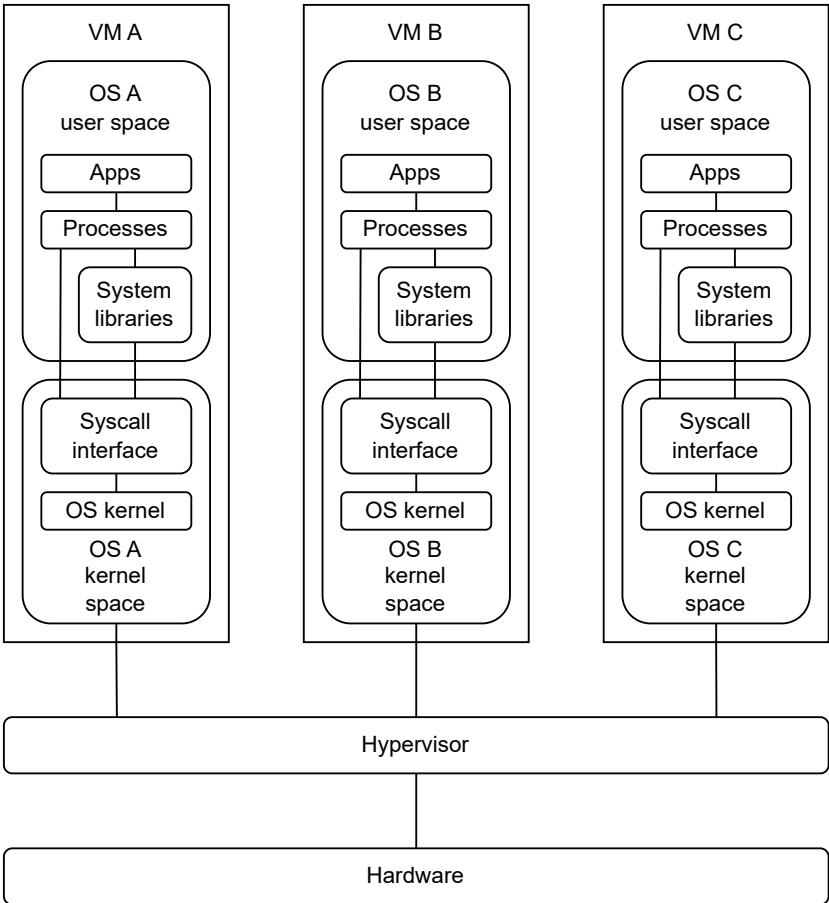 VM A
OS A
user space
Apps
Processes
System
libraries
Syscall
interface
OS kernel
OS A
kernel
space
VM B
OS B
user space
Apps
Processes
System
libraries
Syscall
interface
OS kernel
OS B
kernel
space
VM C
OS C
user space
Apps
Processes
System
libraries
Syscall
interface
OS kernel
OS C
kernel
space
Hypervisor
Hardware